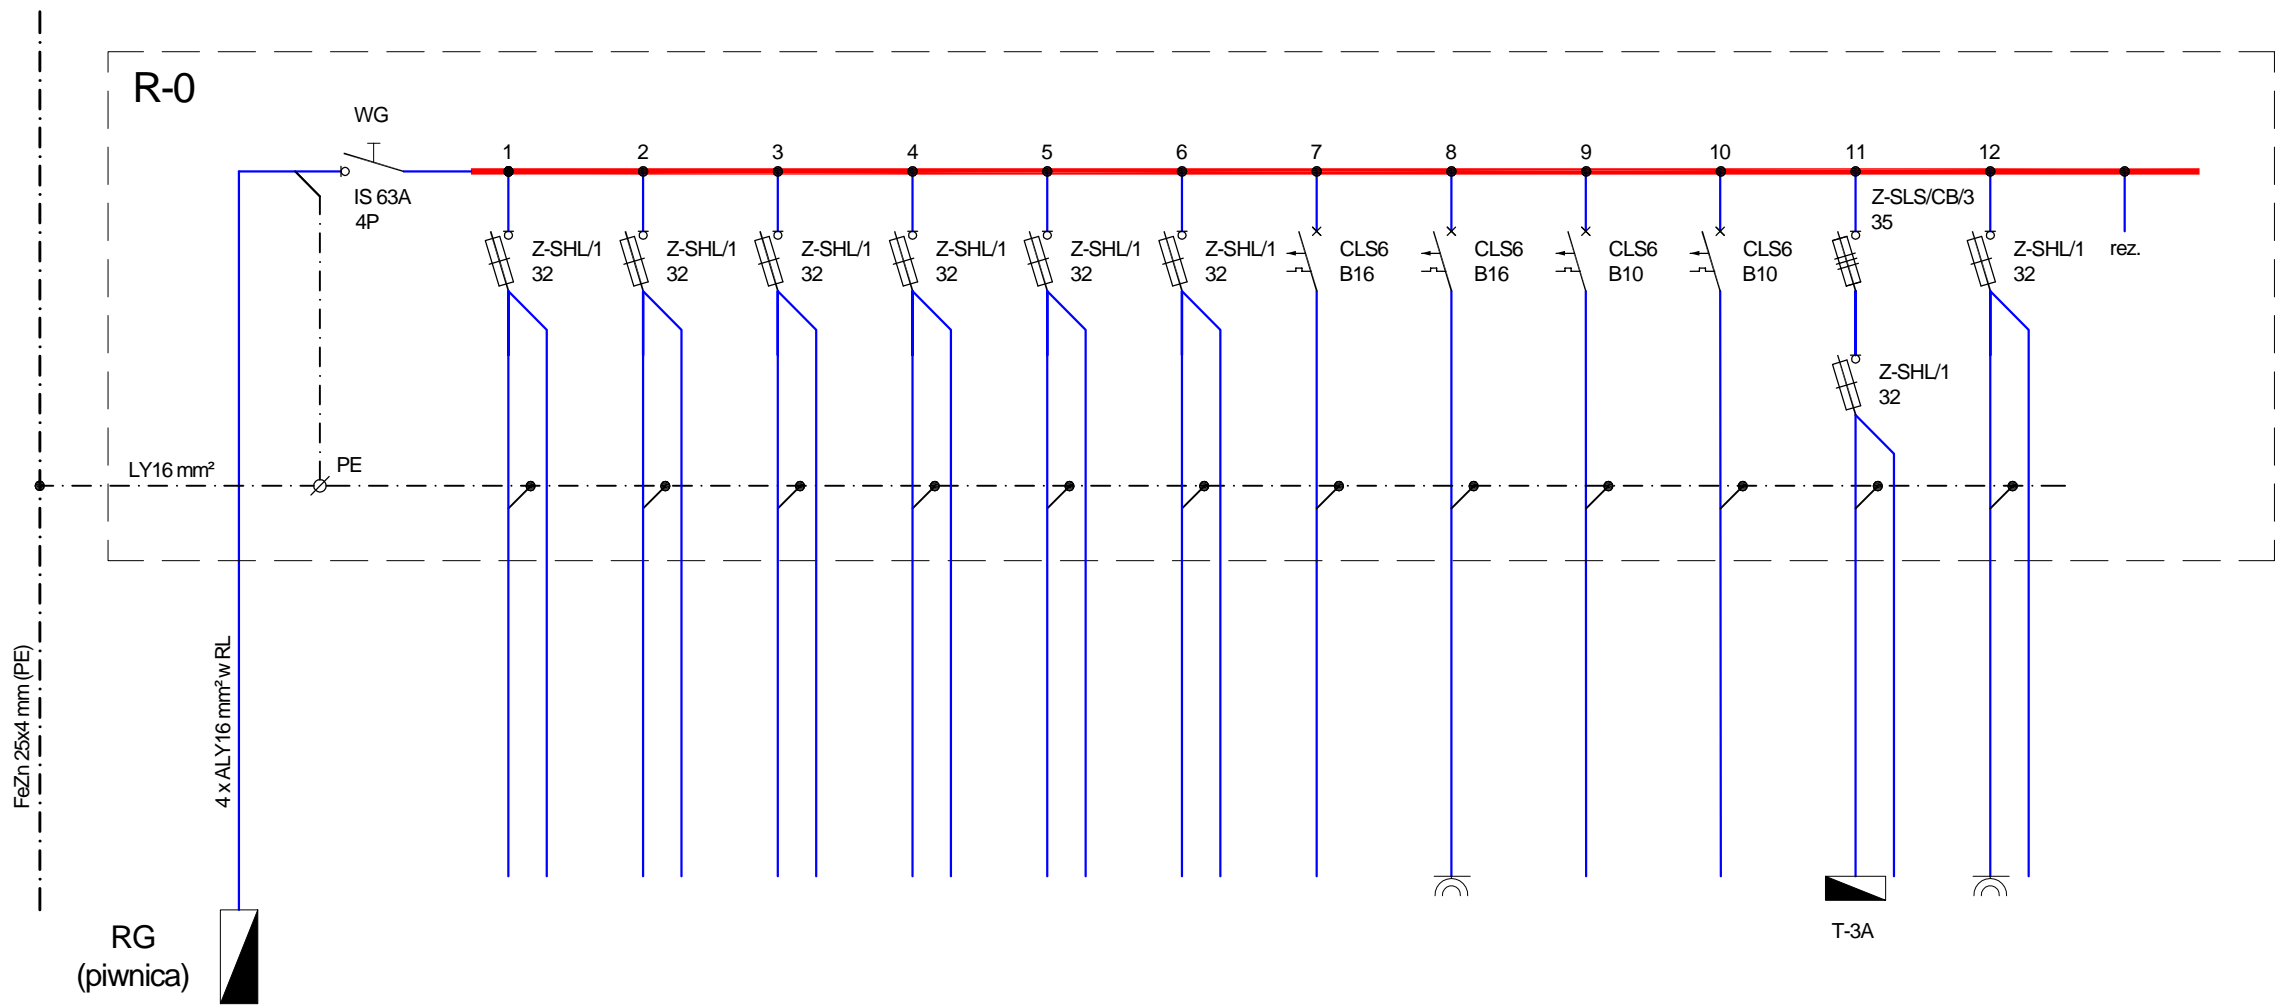 R-0
WG
IS 63A
4P
1
2
3
4
5
6
7
8
9
10
11
12
Z-SHL/1
32
Z-SHL/1
32
Z-SHL/1
32
Z-SHL/1
32
Z-SHL/1
32
Z-SHL/1
32
CLS6
B16
CLS6
B16
CLS6
B10
CLS6
B10
Z-SLS/CB/3
35
Z-SHL/1
32
rez.
Z-SHL/1
32
LY16 mm²
PE
FeZn 25x4 mm (PE)
4 x ALY16 mm² w RL
RG
(piwnica)
T-3A